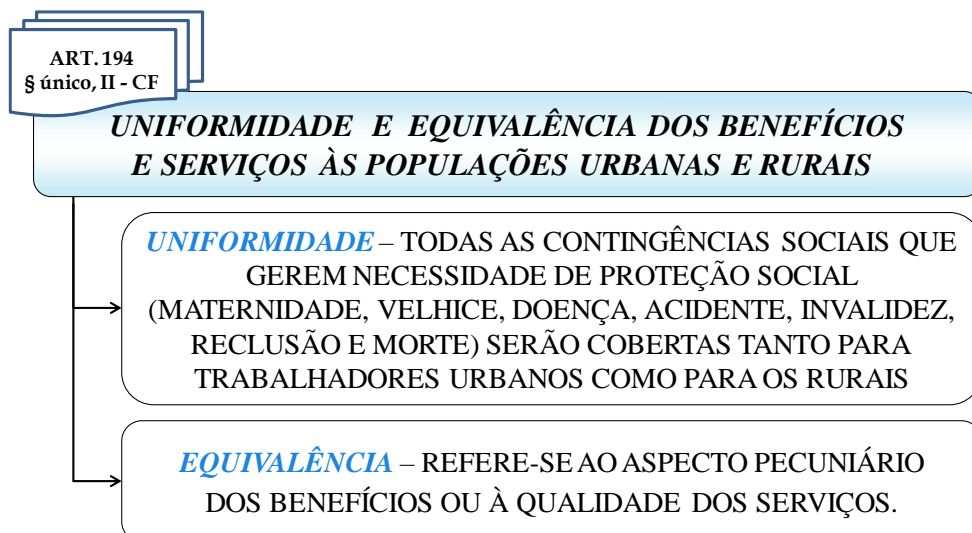 ART. 194
§ único, II - CF
UNIFORMIDADE E EQUIVALÊNCIA DOS BENEFÍCIOS
E SERVIÇOS ÀS POPULAÇÕES URBANAS E RURAIS
UNIFORMIDADE – TODAS AS CONTINGÊNCIAS SOCIAIS QUE
GEREM NECESSIDADE DE PROTEÇÃO SOCIAL
(MATERNIDADE, VELHICE, DOENÇA, ACIDENTE, INVALIDEZ,
RECLUSÃO E MORTE) SERÃO COBERTAS TANTO PARA
TRABALHADORES URBANOS COMO PARA OS RURAIS
EQUIVALÊNCIA – REFERE-SE AO ASPECTO PECUNIÁRIO
DOS BENEFÍCIOS OU À QUALIDADE DOS SERVIÇOS.